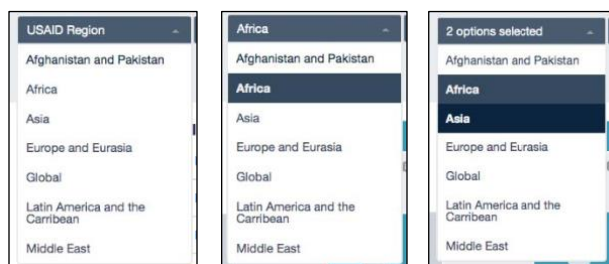 USAID Region
Afghanistan and Pakistan
Africa
Asia
Europe and Eurasia
Global
Latin America and the
Carribean
Middle East
Africa
Afghanistan and Pakistan
Africa
Asia
Europe and Eurasia
Global
Latin America and the
Carribean
Middle East
2 options selected
Afghanistan and Pakistan
Africa
Asia
Europe and Eurasia
Global
Latin America and the
Carribean
Middle East